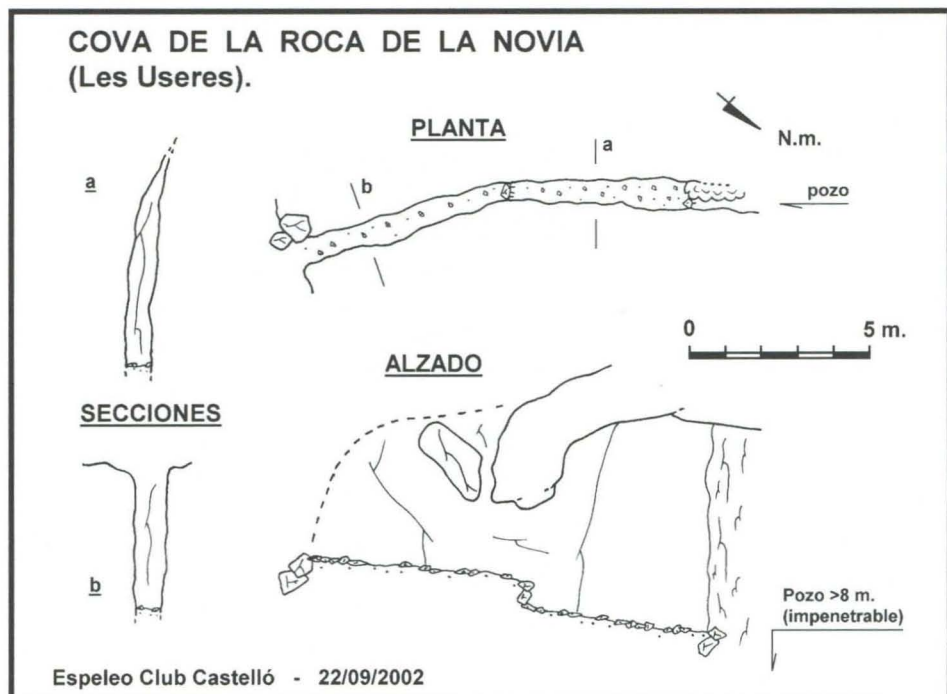 COVA DE LA ROCA DE LA NOVIA
(Les Useres).
PLANTA
N.m.
a
a
b
pozo
0 5 m.
ALZADO
SECCIONES
b
Pozo >8 m.
(impenetrable)
Espeleo Club Castelló - 22/09/2002